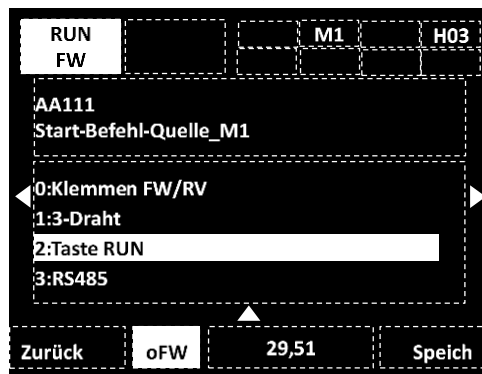 RUN
FW
M1
H03
AA111
Start-Befehl-Quelle_M1
0:Klemmen FW/RV
1:3-Draht
2:Taste RUN
3:RS485
Zurück oFW 29,51 Speich